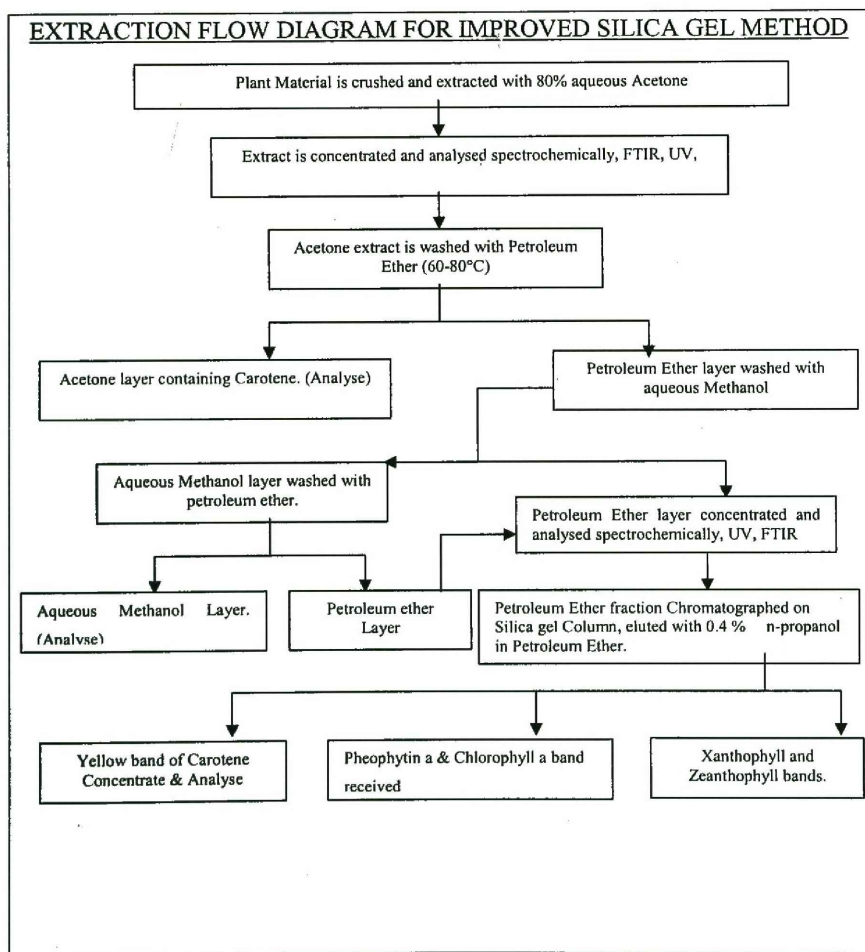 EXTRACTION FLOW DIAGRAM FOR IMPROVED SILICA GEL METHOD
Plant Material is crushed and extracted with 80% aqueous Acetone
Extract is concentrated and analysed spectrochemically, FTIR, UV,
Acetone extract is washed with Petroleum
Ether (60-80°C)
Acetone layer containing Carotene. (Analyse)
Petroleum Ether layer washed with
aqueous Methanol
Aqueous Methanol layer washed with
petroleum ether.
Petroleum Ether layer concentrated and
analysed spectrochemically, UV, FTIR
Aqueous Methanol Layer.
(Analyse)
Petroleum ether
Layer
Petroleum Ether fraction Chromatographed on
Silica gel Column, eluted with 0.4 % n-propanol
in Petroleum Ether.
Yellow band of Carotene
Concentrate & Analyse
Pheophytin a & Chlorophyll a band
received
Xanthophyll and
Zeanthophyll bands.